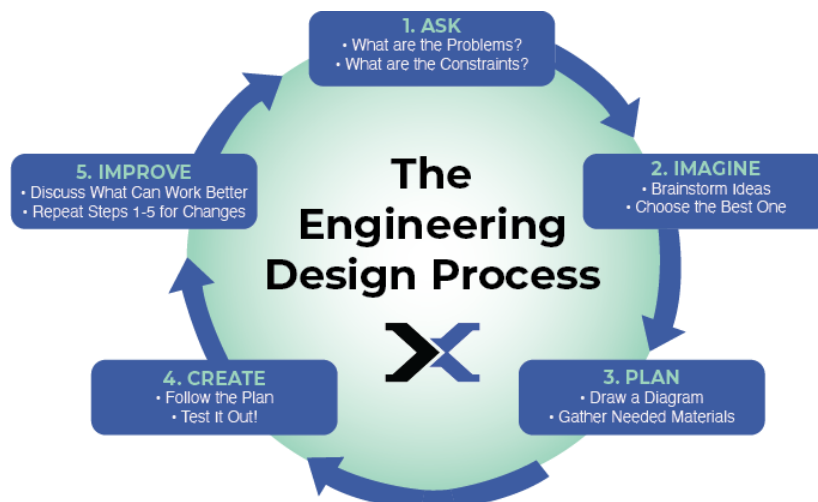 1. ASK
• What are the Problems?
• What are the Constraints?
2. IMAGINE
• Brainstorm Ideas
• Choose the Best One
3. PLAN
• Draw a Diagram
• Gather Needed Materials
4. CREATE
• Follow the Plan
• Test It Out!
5. IMPROVE
• Discuss What Can Work Better
• Repeat Steps 1-5 for Changes
The
Engineering
Design Process